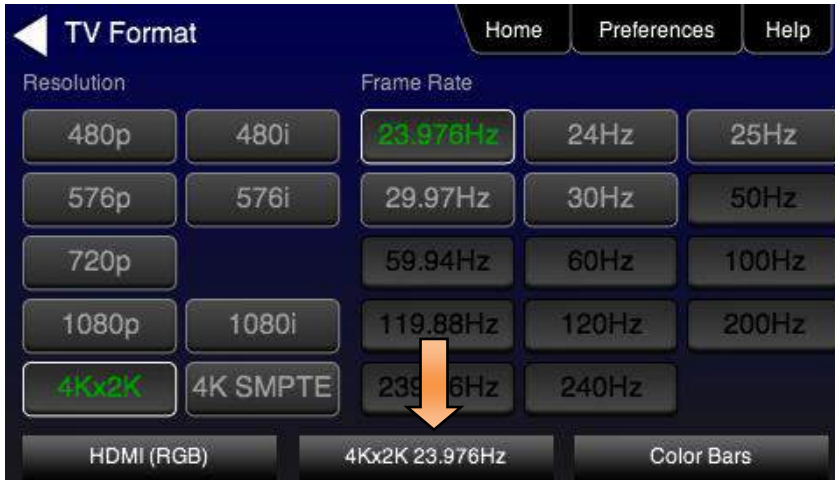 TV Format Home Preferences Help
Resolution Frame Rate
480p 480i 23.976Hz 24Hz 25Hz
576p 576i 29.97Hz 30Hz 50Hz
720p 59.94Hz 60Hz 100Hz
1080p 1080i 119.88Hz 120Hz 200Hz
4Kx2K 4K SMPTE 240Hz
HDMI (RGB) 4Kx2K 23.976Hz Color Bars